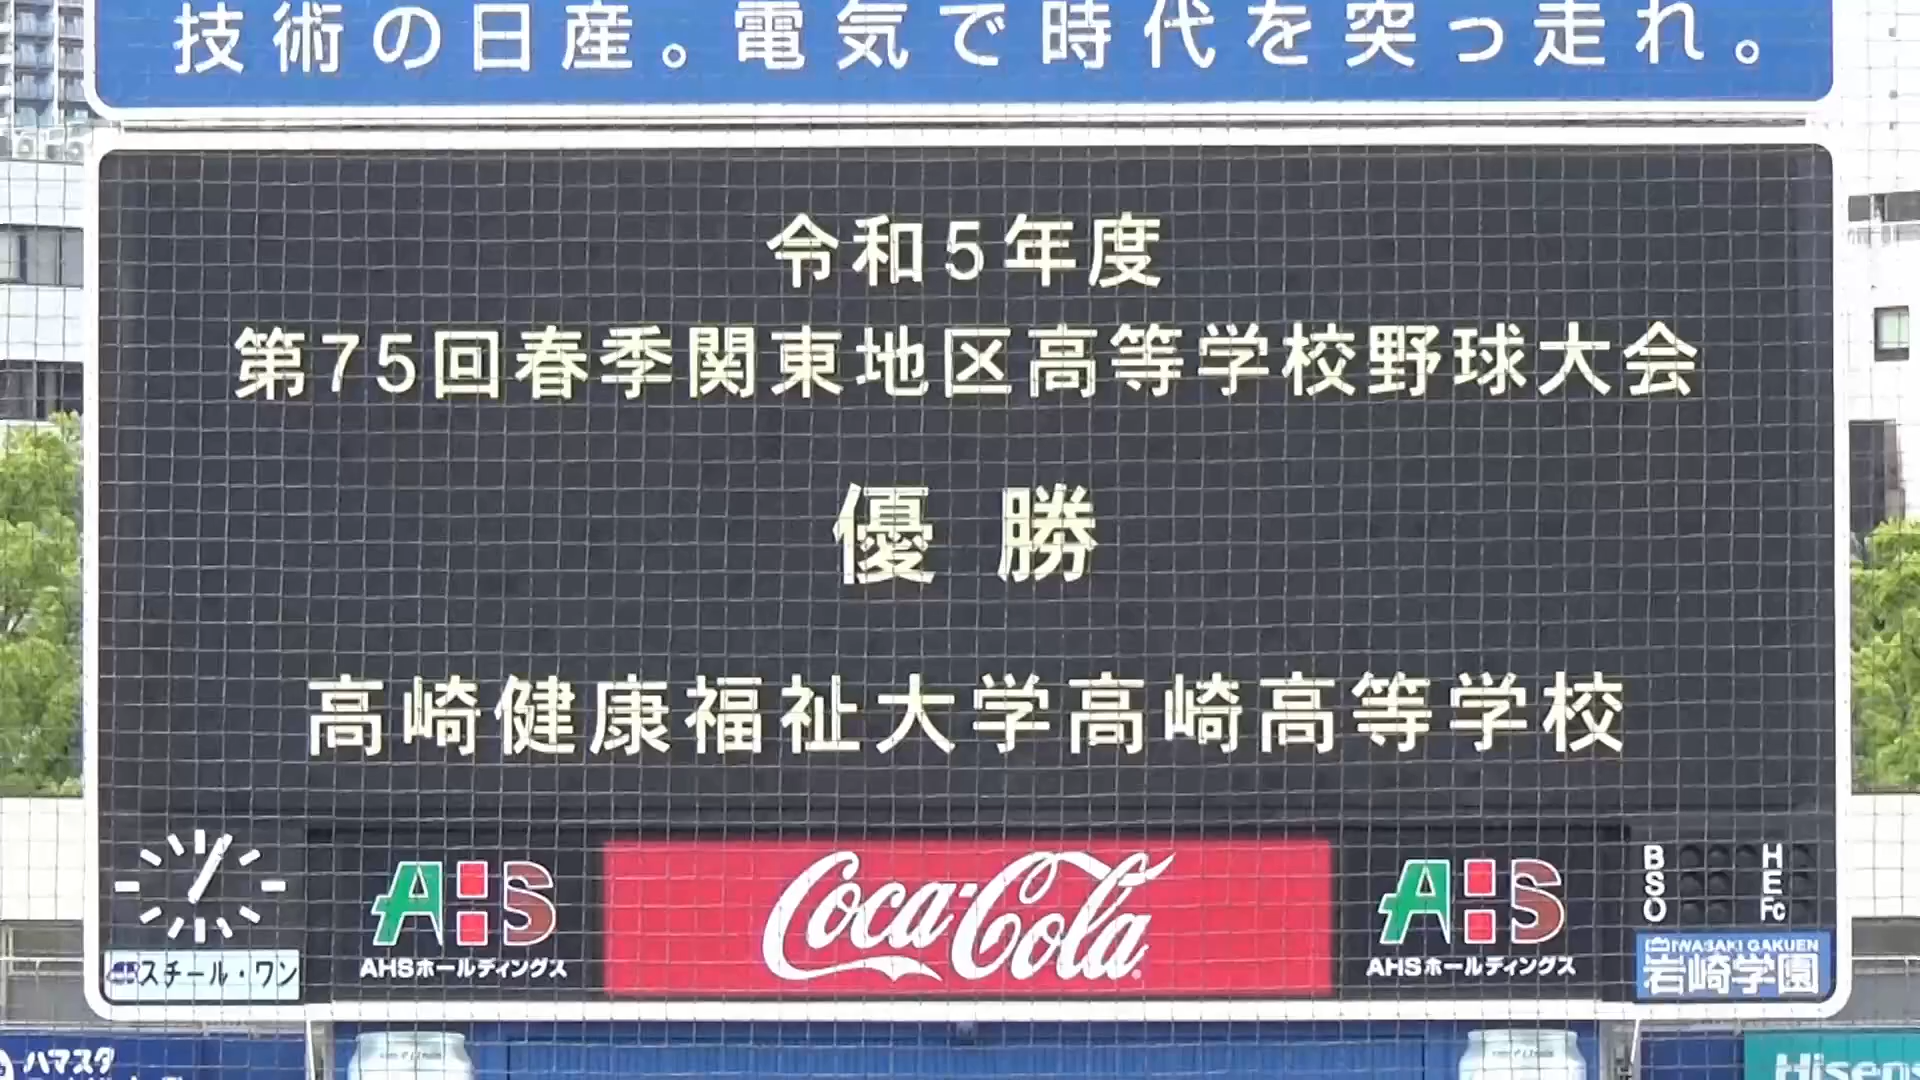 技術の日産。電気で時代を突っ走れ。
令和5年度
第75回春季関東地区高等学校野球大会
優勝
高崎健康福祉大学高崎高等学校
スチール・ワン
AHS
AHSホールディングス
Coca-Cola
AHS
AHSホールディングス
B
S
O
H
E
Fc
IWASAKI GAKUEN
岩崎学園
ハマスタ
Hisens